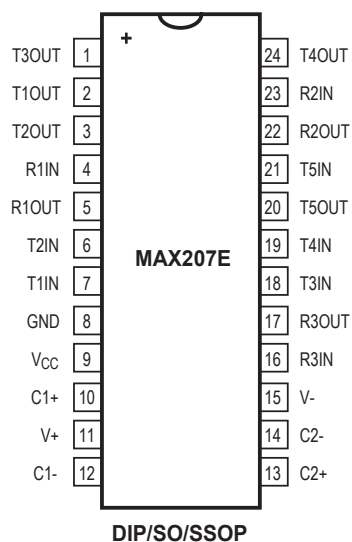 T3OUT 1 + 24 T4OUT
T1OUT 2 23 R2IN
T2OUT 3 22 R2OUT
R1IN 4 21 T5IN
R1OUT 5 20 T5OUT
T2IN 6 19 T4IN
MAX207E
T1IN 7 18 T3IN
GND 8 17 R3OUT
VCC 9 16 R3IN
C1+ 10 15 V-
V+ 11 14 C2-
C1- 12 13 C2+
DIP/SO/SSOP